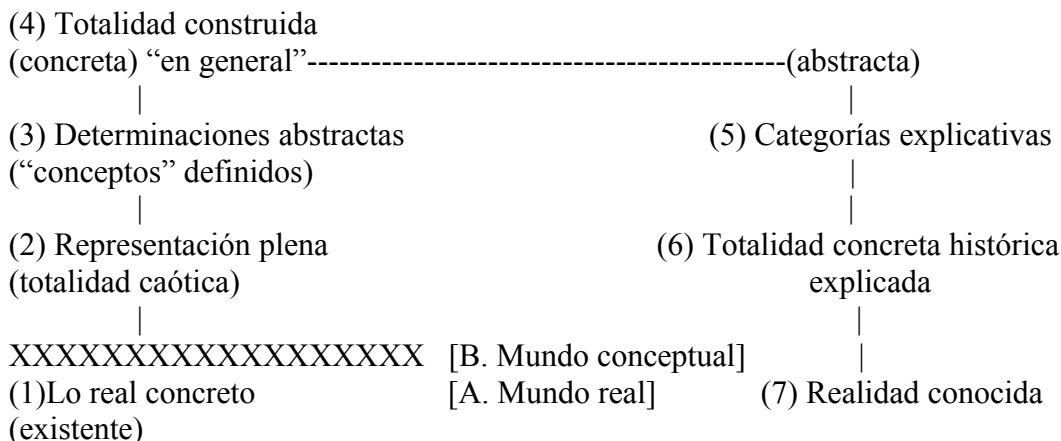 (4) Totalidad construida
(concreta) “en general”---------------------------------------------(abstracta)
(3) Determinaciones abstractas (5) Categorías explicativas
(“conceptos” definidos)
(2) Representación plena (6) Totalidad concreta histórica
(totalidad caótica) explicada
XXXXXXXXXXXXXXXXXX [B. Mundo conceptual]
(1)Lo real concreto [A. Mundo real] (7) Realidad conocida
(existente)